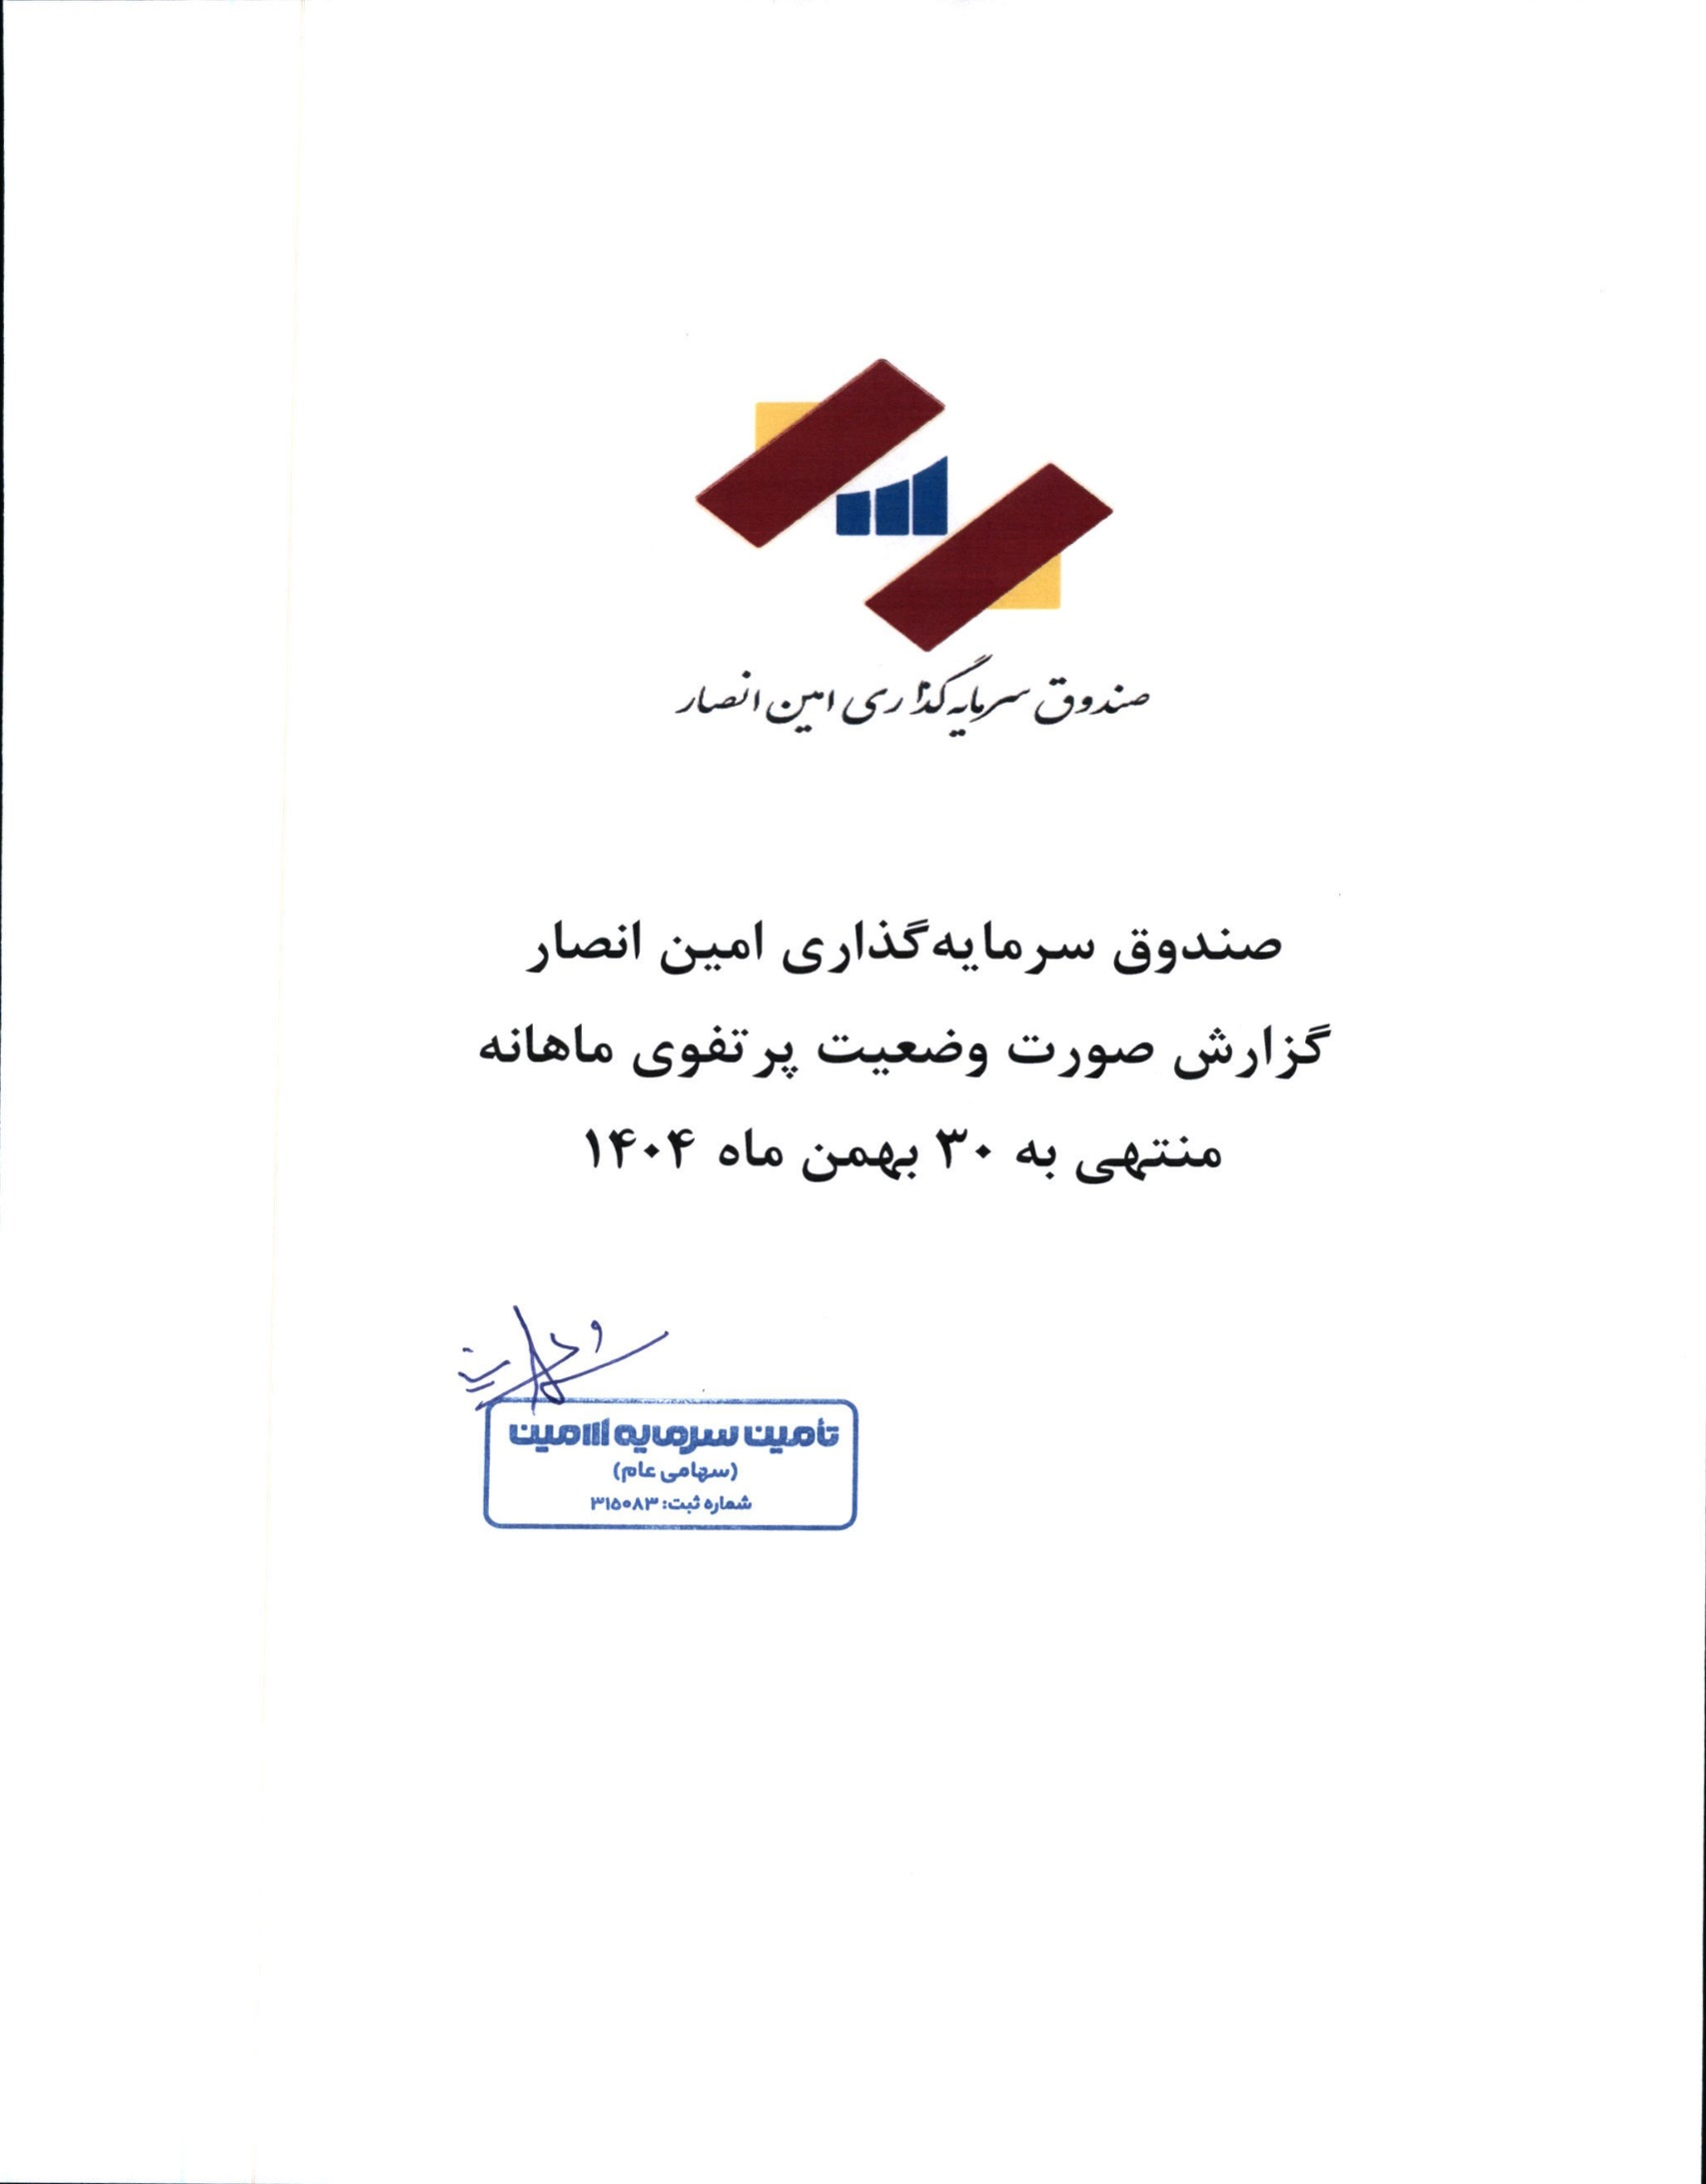 صندوق سرمایه‌گذاری امین انصار
صندوق سرمایه‌گذاری امین انصار
گزارش صورت وضعیت پرتفوی ماهانه
منتهی به ۳۰ بهمن ماه ۱۴۰۴
تأمین سرمایه امین
(سهامی عام)
شماره ثبت: ۳۱۵۰۸۳